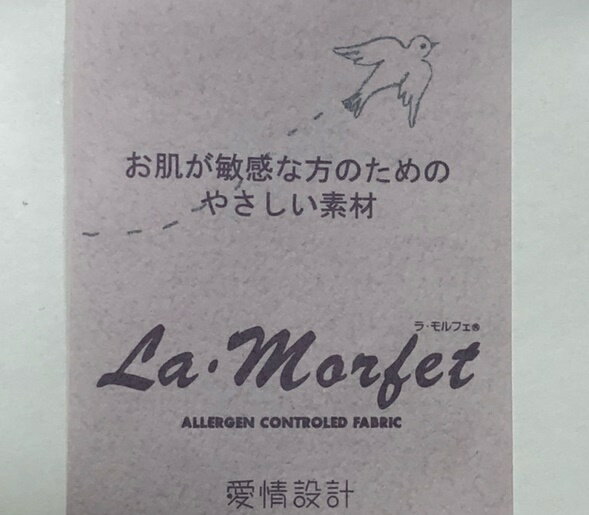 お肌が敏感な方のための
やさしい素材
ラ・モルフェ®
La・Morfet
ALLERGEN CONTROLED FABRIC
愛情設計